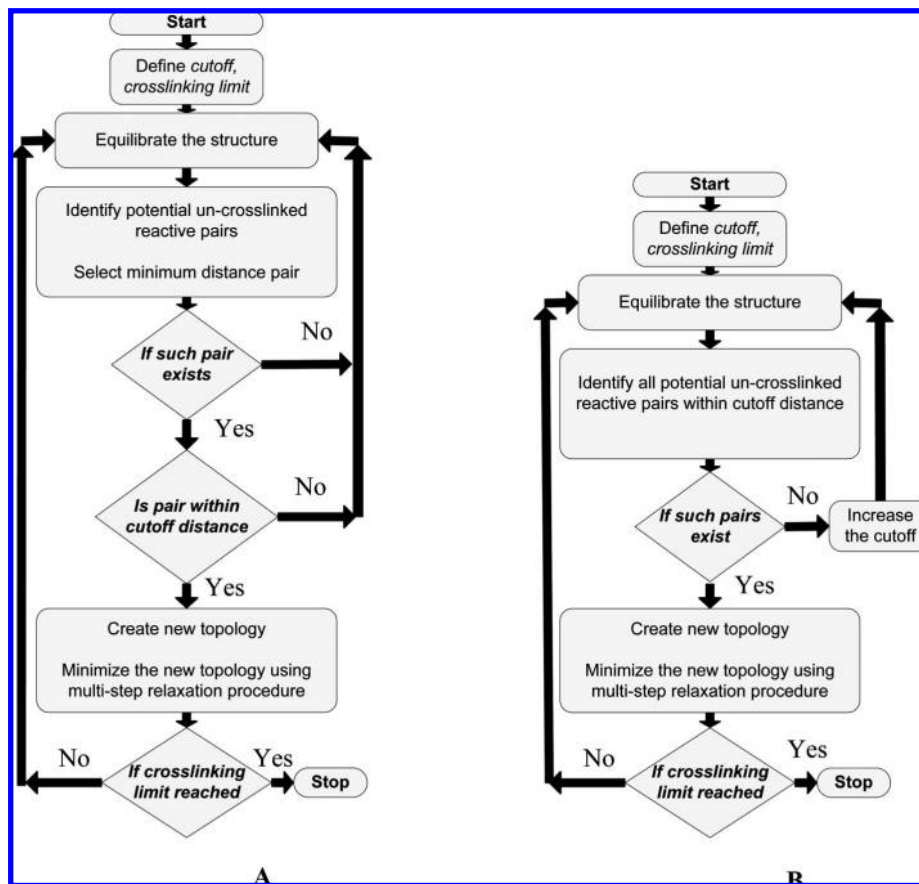 Start
Define cutoff,
crosslinking limit
Equilibrate the structure
Identify potential un-crosslinked
reactive pairs
Select minimum distance pair
No
If such pair
exists
Yes
No
Is pair within
cutoff distance
Yes
Create new topology
Minimize the new topology using
multi-step relaxation procedure
No
Yes
If crosslinking
limit reached
Stop
A
Start
Define cutoff,
crosslinking limit
Equilibrate the structure
Identify all potential un-crosslinked
reactive pairs within cutoff distance
No
If such pairs
exist
Increase
the cutoff
Yes
Create new topology
Minimize the new topology using
multi-step relaxation procedure
No
Yes
If crosslinking
limit reached
Stop
B